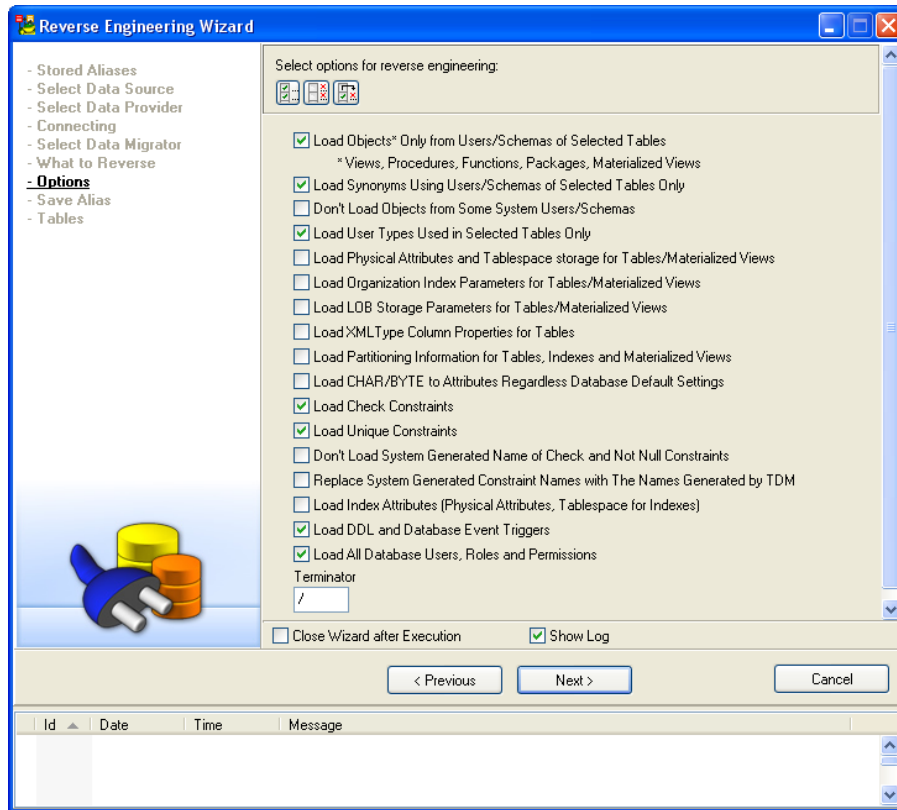 Reverse Engineering Wizard
- Stored Aliases
- Select Data Source
- Select Data Provider
- Connecting
- Select Data Migrator
- What to Reverse
- Options
- Save Alias
- Tables
Select options for reverse engineering:
Load Objects* Only from Users/Schemas of Selected Tables
* Views, Procedures, Functions, Packages, Materialized Views
Load Synonyms Using Users/Schemas of Selected Tables Only
Don't Load Objects from Some System Users/Schemas
Load User Types Used in Selected Tables Only
Load Physical Attributes and Tablespace storage for Tables/Materialized Views
Load Organization Index Parameters for Tables/Materialized Views
Load LOB Storage Parameters for Tables/Materialized Views
Load XMLType Column Properties for Tables
Load Partitioning Information for Tables, Indexes and Materialized Views
Load CHAR/BYTE to Attributes Regardless Database Default Settings
Load Check Constraints
Load Unique Constraints
Don't Load System Generated Name of Check and Not Null Constraints
Replace System Generated Constraint Names with The Names Generated by TDM
Load Index Attributes (Physical Attributes, Tablespace for Indexes)
Load DDL and Database Event Triggers
Load All Database Users, Roles and Permissions
Terminator
/
Close Wizard after Execution Show Log
< Previous Next > Cancel
Id Date Time Message